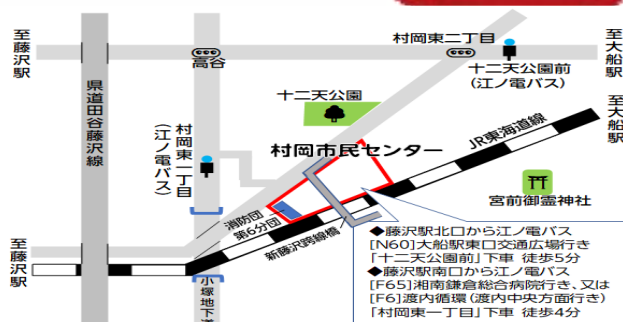 至藤沢駅
県道田谷藤沢線
高谷
村岡東二丁目
十二天公園前
(江ノ電バス)
至大船駅
十二天公園
村岡東一丁目
(江ノ電バス)
村岡市民センター
JR東海道線
至大船駅
宮前御霊神社
消防団
第6分団
新藤沢跨線橋
至藤沢駅
小塚地下道
◆藤沢駅北口から江ノ電バス
[N60]大船駅東口交通広場行き
「十二天公園前」下車 徒歩5分
◆藤沢駅南口から江ノ電バス
[F65]湘南鎌倉総合病院行き、又は
[F6]渡内循環(渡内中央方面行き)
「村岡東一丁目」下車 徒歩4分